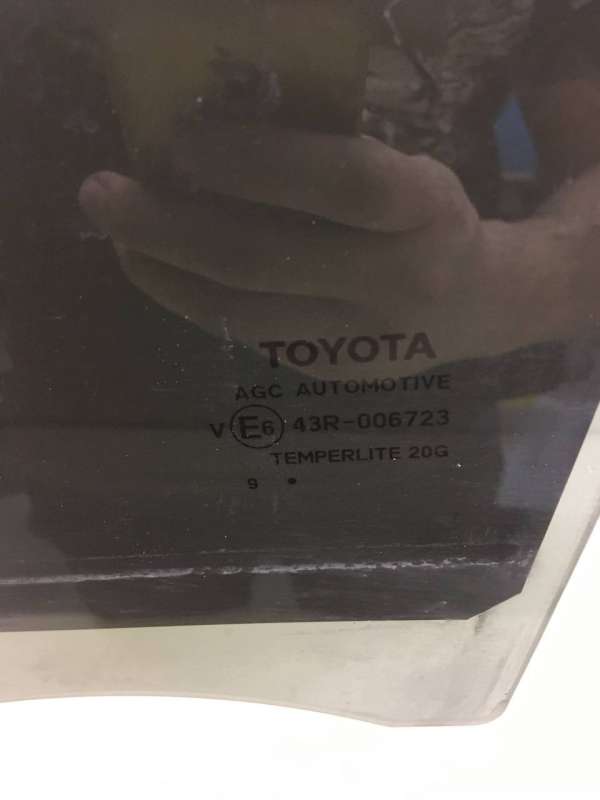 TOYOTA
AGC AUTOMOTIVE
V E6 43R-006723
TEMPERLITE 20G
9 •